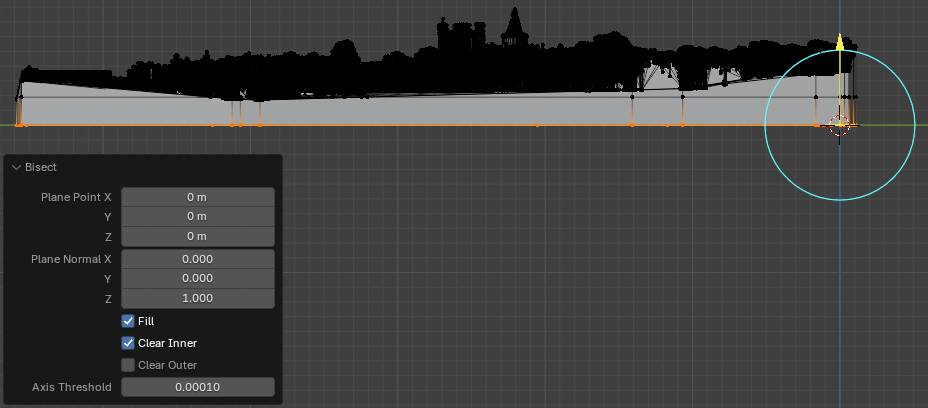 Bisect
Plane Point X 0 m
Y 0 m
Z 0 m
Plane Normal X 0.000
Y 0.000
Z 1.000
Fill
Clear Inner
Clear Outer
Axis Threshold 0.00010